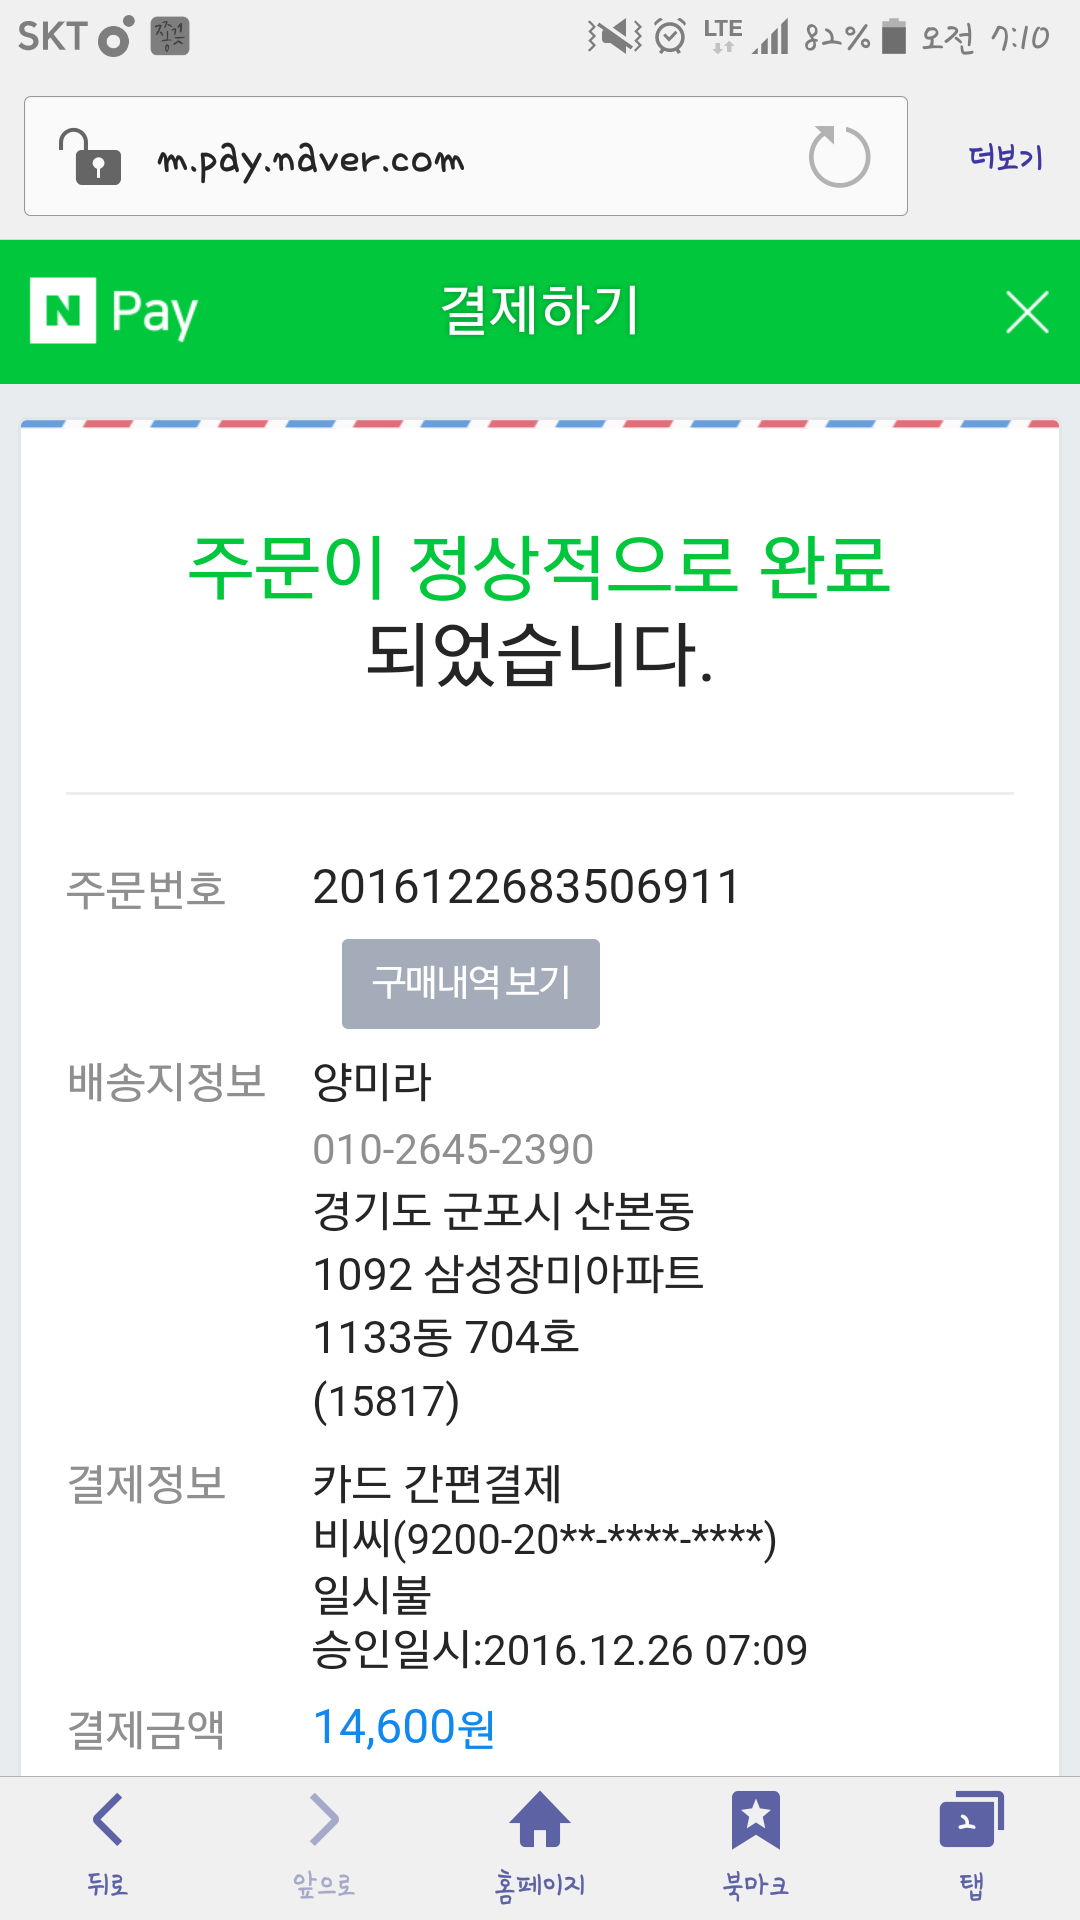 SKT 쫑긋 LTE 82% 오전 7:10
m.pay.naver.com 더보기
N Pay 결제하기
주문이 정상적으로 완료
되었습니다.
주문번호 2016122683506911
구매내역 보기
배송지정보 양미라
010-2645-2390
경기도 군포시 산본동
1092 삼성장미아파트
1133동 704호
(15817)
결제정보 카드 간편결제
비씨(9200-20**-****-****)
일시불
승인일시:2016.12.26 07:09
결제금액 14,600원
2
뒤로 앞으로 홈페이지 북마크 탭